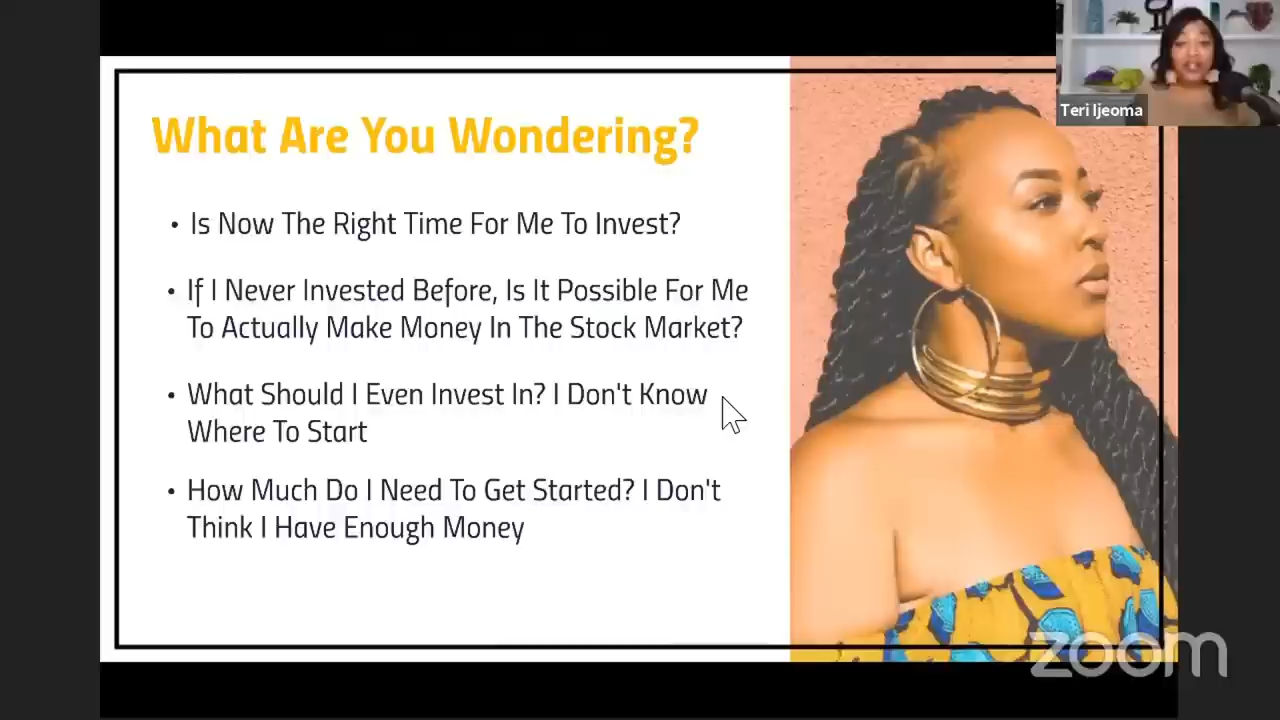 What Are You Wondering?
Teri Ijeoma
• Is Now The Right Time For Me To Invest?
• If I Never Invested Before, Is It Possible For Me
To Actually Make Money In The Stock Market?
• What Should I Even Invest In? I Don't Know
Where To Start
• How Much Do I Need To Get Started? I Don't
Think I Have Enough Money
zoom